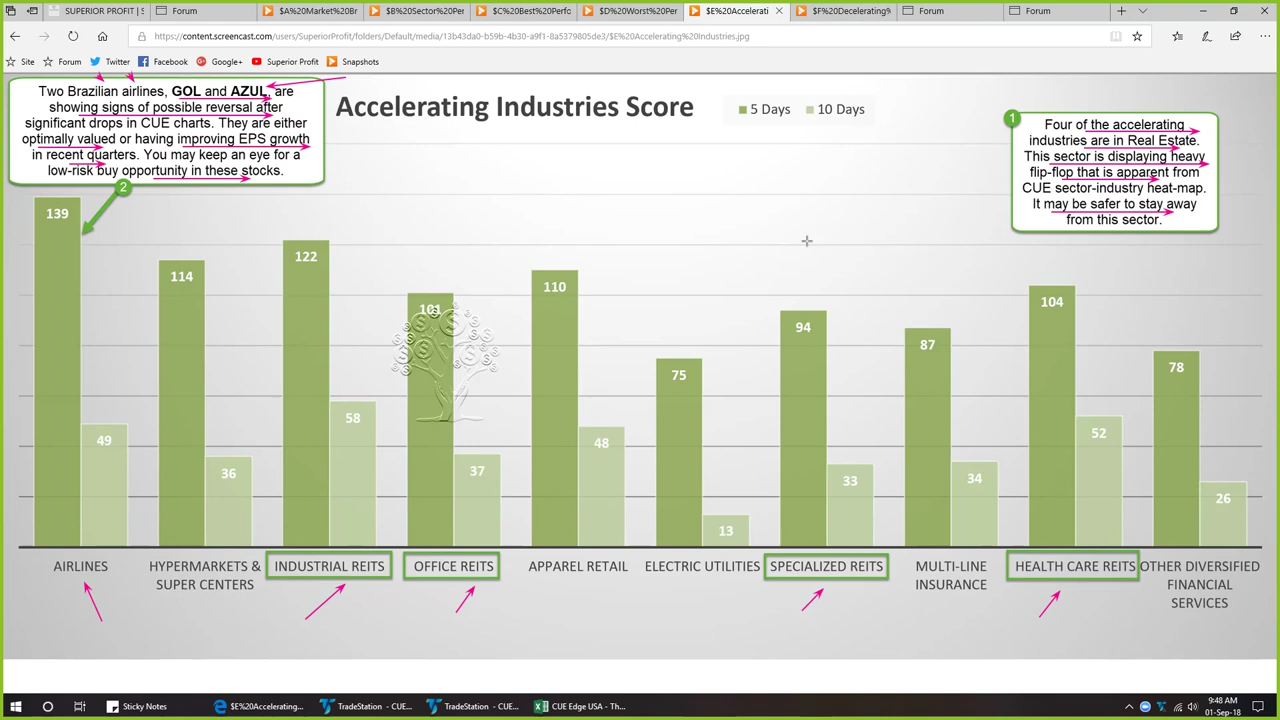 SUPERIOR PROFIT | S
Forum
$A%20Market%20Br
$B%20Sector%20Per
$C%20Best%20Perfo
$D%20Worst%20Per
$E%20Accelerati
$F%20Decelerating%
Forum
Forum
https://content.screencast.com/users/SuperiorProfit/folders/Default/media/13b43da0-b59b-4b30-a9f1-8a5379805de3/$E%20Accelerating%20Industries.jpg
Site
Forum
Twitter
Facebook
Google+
Superior Profit
Snapshots
Two Brazilian airlines, GOL and AZUL, are
showing signs of possible reversal after
significant drops in CUE charts. They are either
optimally valued or having improving EPS growth
in recent quarters. You may keep an eye for a
low-risk buy opportunity in these stocks.
2
Accelerating Industries Score
5 Days
10 Days
1
Four of the accelerating
industries are in Real Estate.
This sector is displaying heavy
flip-flop that is apparent from
CUE sector-industry heat-map.
It may be safer to stay away
from this sector.
139
49
114
36
122
58
101
37
110
48
75
13
94
33
87
34
104
52
78
26
AIRLINES
HYPERMARKETS &
SUPER CENTERS
INDUSTRIAL REITS
OFFICE REITS
APPAREL RETAIL
ELECTRIC UTILITIES
SPECIALIZED REITS
MULTI-LINE
INSURANCE
HEALTH CARE REITS
OTHER DIVERSIFIED
FINANCIAL
SERVICES
Sticky Notes
$E%20Accelerating...
TradeStation - CUE...
TradeStation - CUE...
CUE Edge USA - Th...
9:48 AM
01-Sep-18